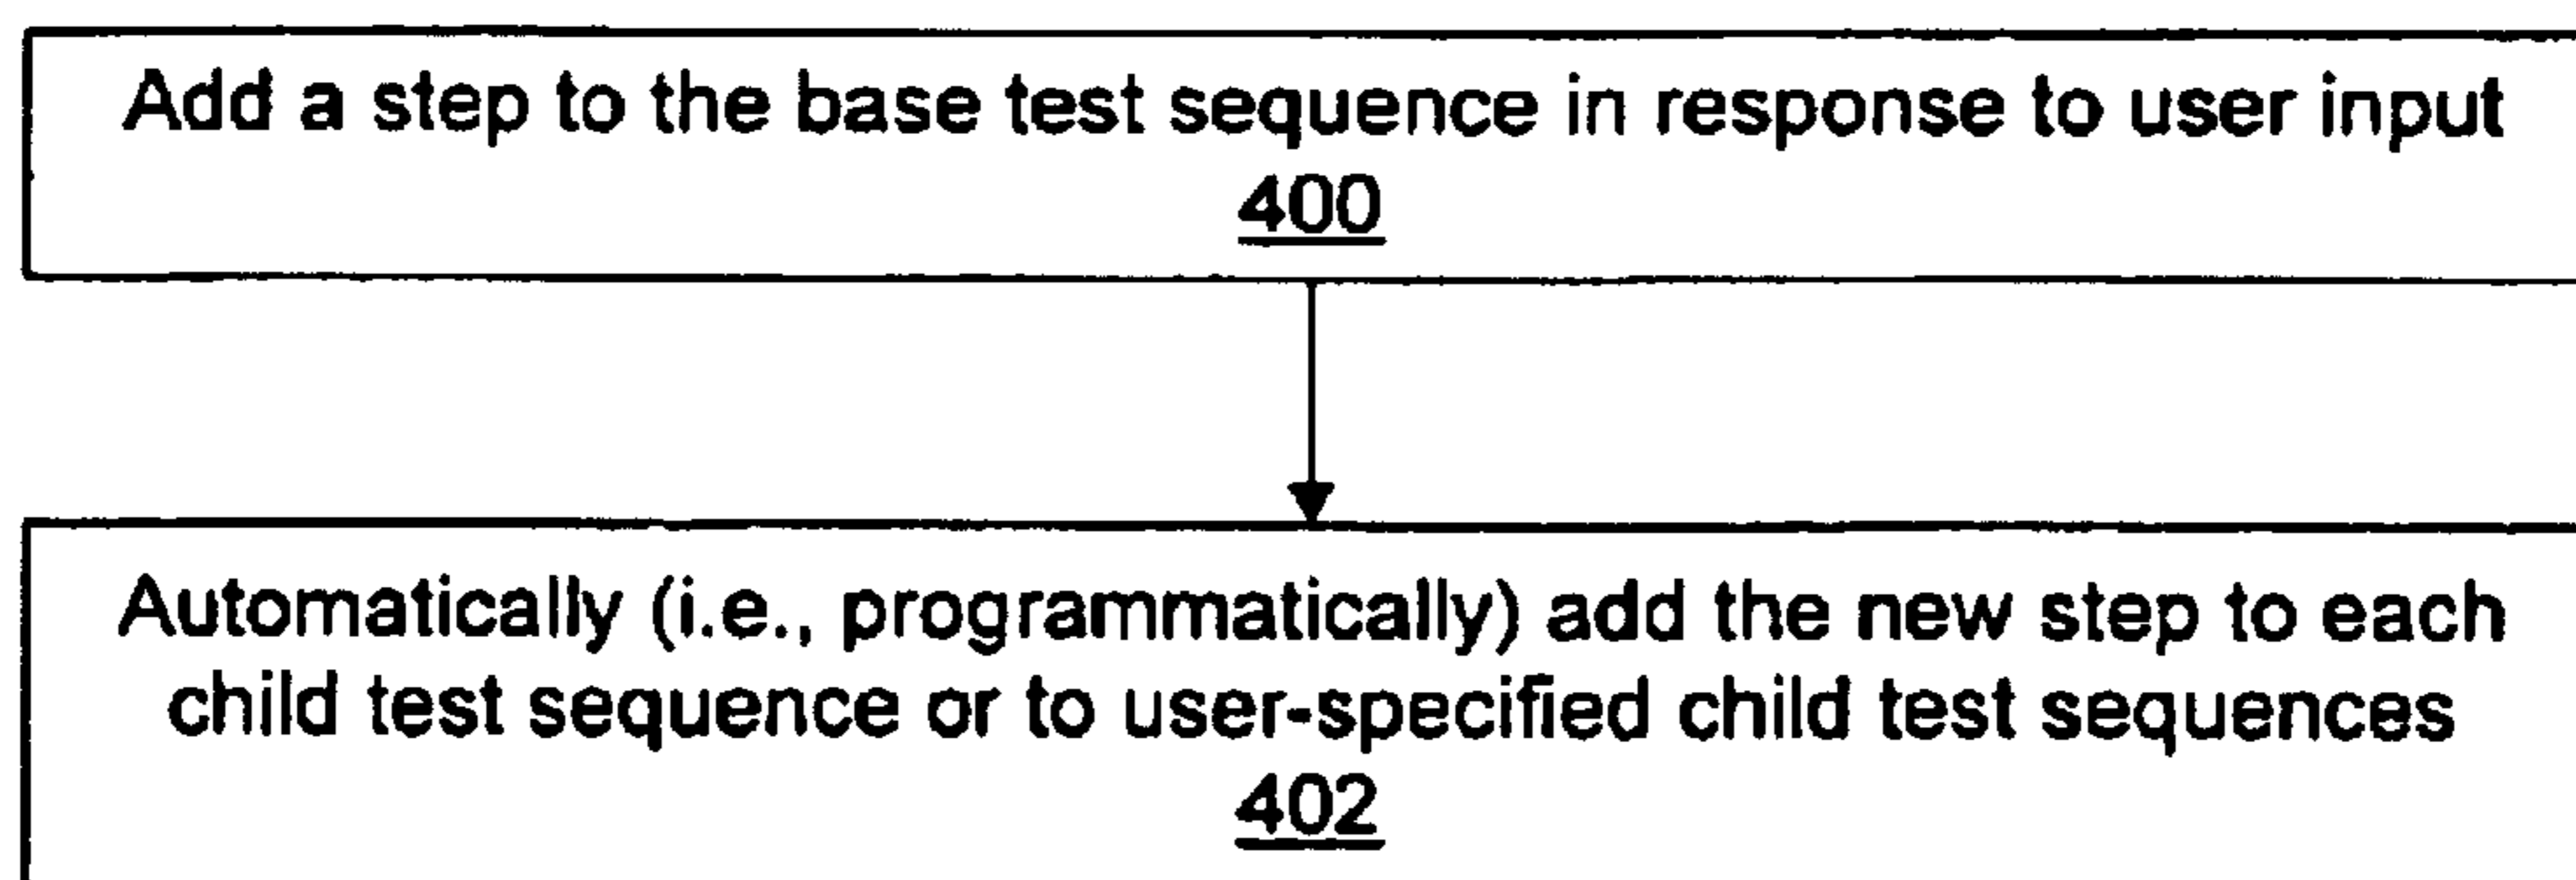 Add a step to the base test sequence in response to user input
400
Automatically (i.e., programmatically) add the new step to each
child test sequence or to user-specified child test sequences
402